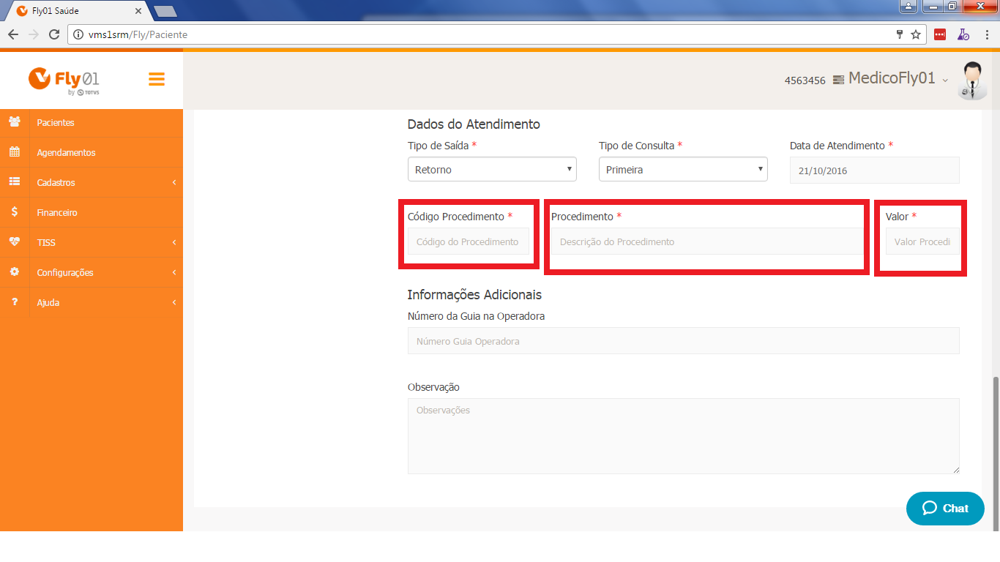 Fly01 Saúde
vms1srm/Fly/Paciente
Fly01
by TOTVS
4563456 MedicoFly01
Pacientes
Agendamentos
Cadastros
Financeiro
TISS
Configurações
Ajuda
Dados do Atendimento
Tipo de Saída * Tipo de Consulta * Data de Atendimento *
Retorno Primeira 21/10/2016
Código Procedimento * Procedimento * Valor *
Código do Procedimento Descrição do Procedimento Valor Procedi
Informações Adicionais
Número da Guia na Operadora
Número Guia Operadora
Observação
Observações
Chat